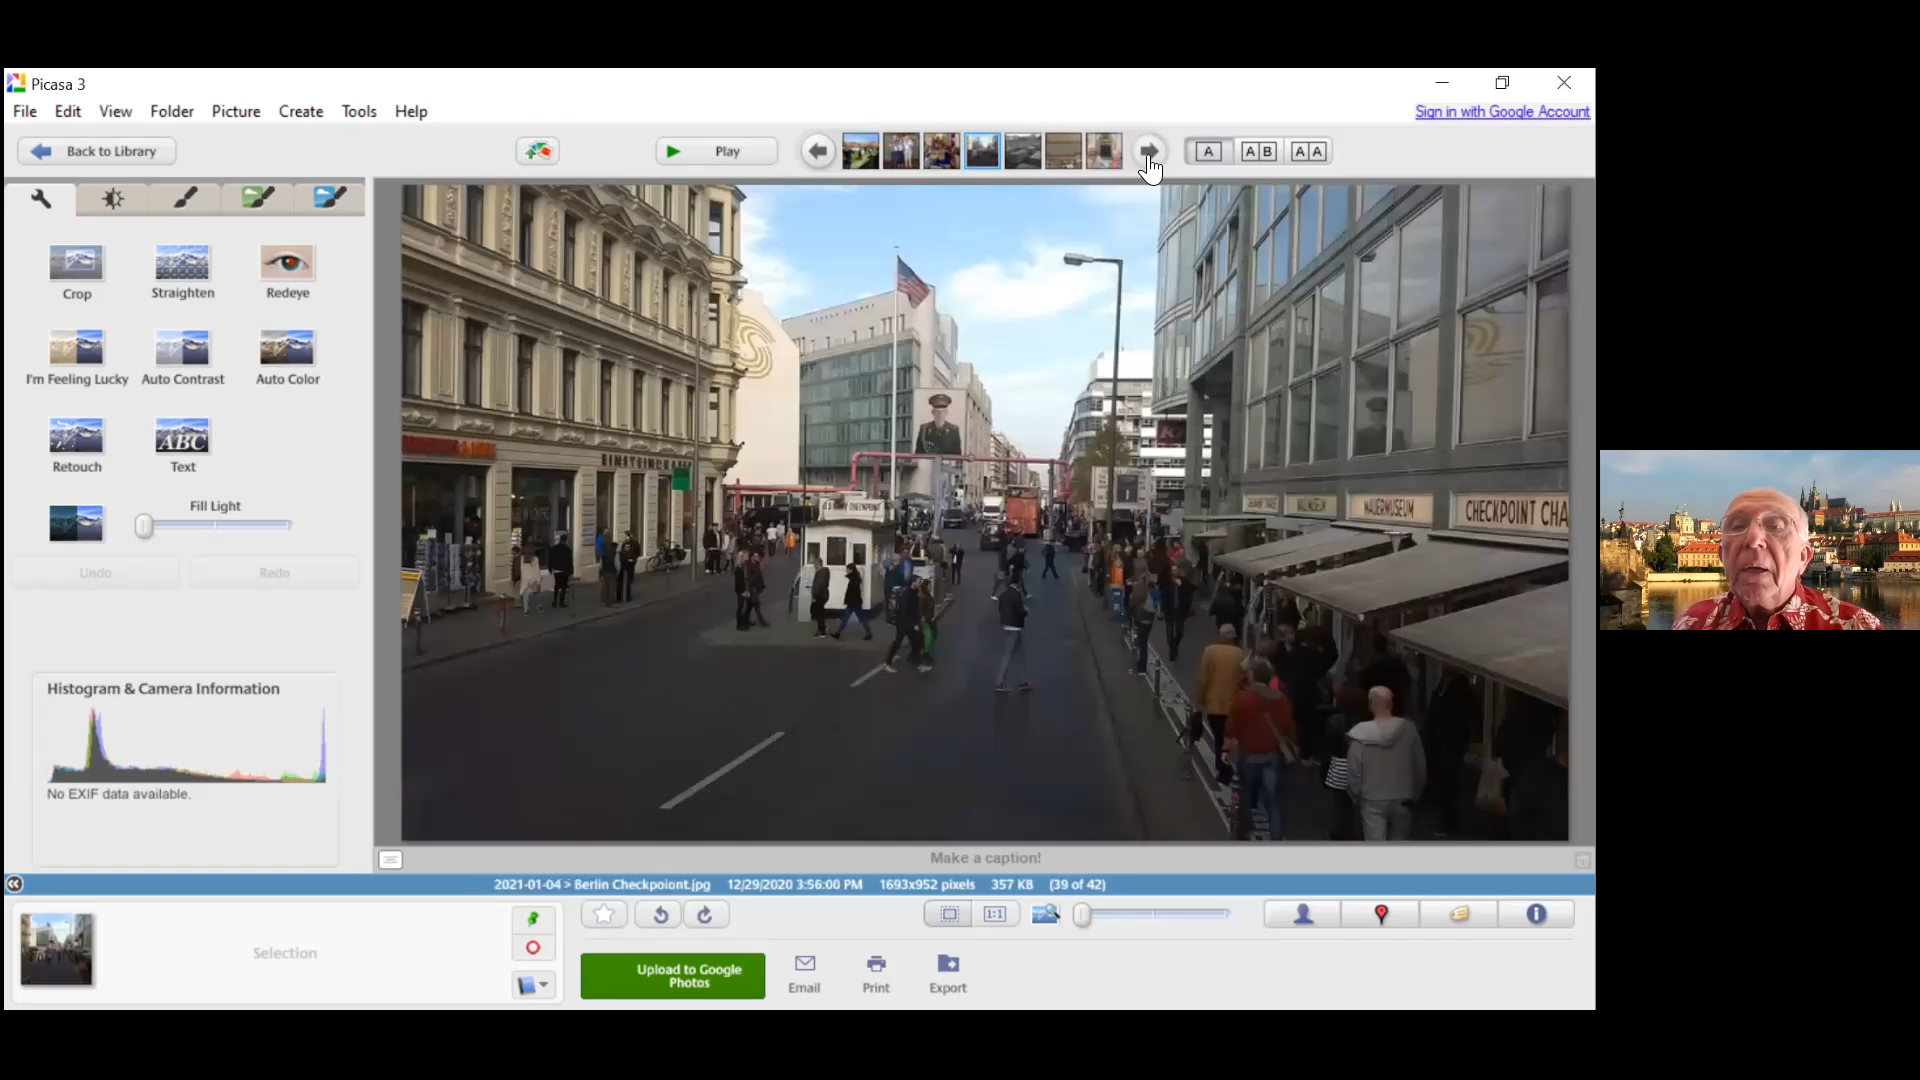 Picasa 3
File Edit View Folder Picture Create Tools Help
Sign in with Google Account
Back to Library
Play
A
A B
A A
Crop
Straighten
Redeye
I'm Feeling Lucky
Auto Contrast
Auto Color
Retouch
ABC
Text
Fill Light
Undo
Redo
Histogram & Camera Information
No EXIF data available.
CHECKPOINT
MAUERMUSEUM
CHECKPOINT CHA
Make a caption!
2021-01-04 > Berlin Checkpoiont.jpg 12/29/2020 3:56:00 PM 1693x952 pixels 357 KB (39 of 42)
Selection
1:1
Upload to Google
Photos
Email
Print
Export